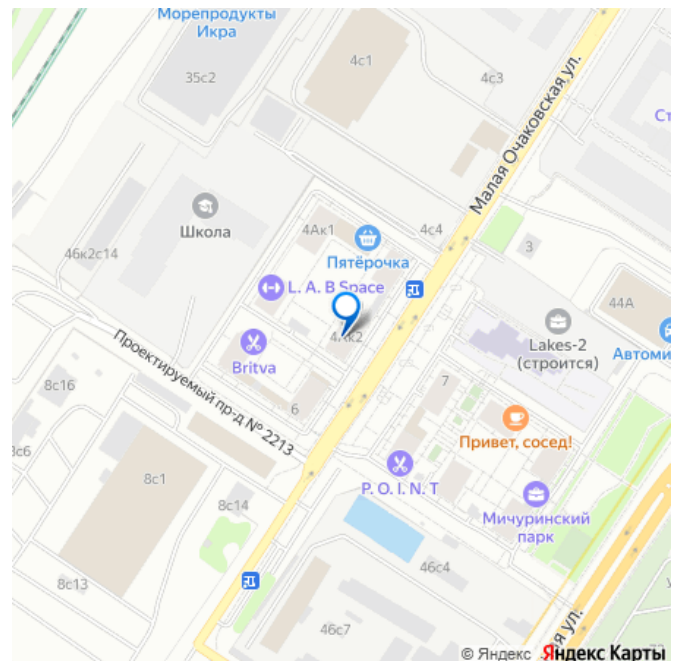 Морепродукты
Икра
4с1
35с2
4с3
Ст
Малая Очаковская ул.
Школа
4Ак1
4с4
Пятёрочка
3
46к2с14
L. A. B Space
44А
4Ак2
Lakes-2
(строится)
Автоми
Britva
Проектируемый пр-д № 2213
8с16
6
7
Привет, сосед!
8с6
8с1
P. O. I. N. T
8с14
Мичуринский
парк
46с4
8с13
46с7
ая ул.
© Яндекс Яндекс Карты